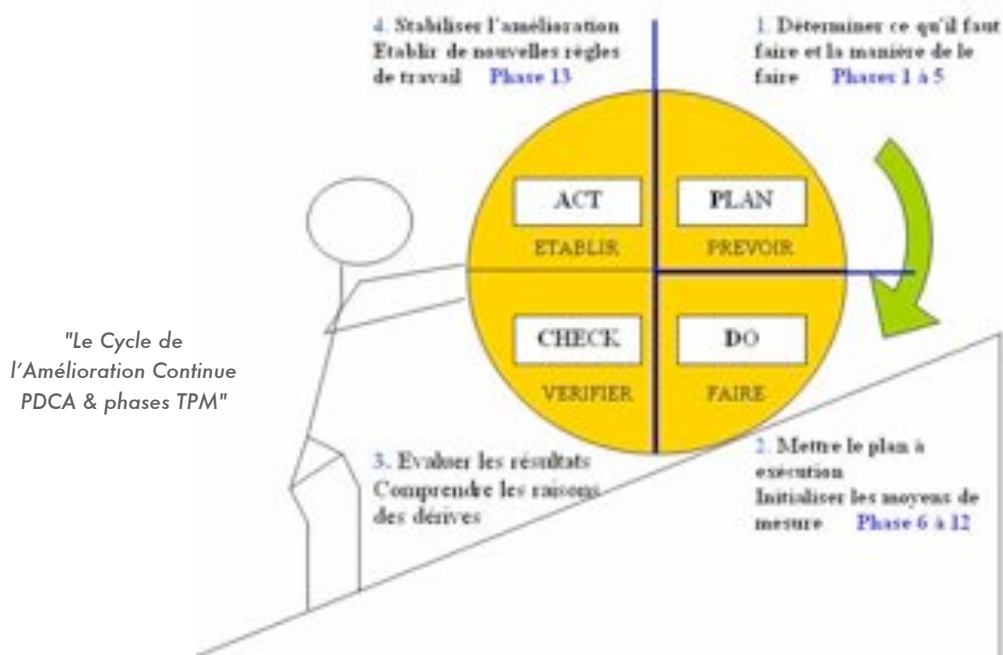 4. Stabiliser l'amélioration
Etablir de nouvelles règles
de travail Phase 13
1. Déterminer ce qu'il faut
faire et la manière de le
faire Phases 1 à 5
ACT
ETABLIR
PLAN
PREVOIR
CHECK
VERIFIER
DO
FAIRE
"Le Cycle de
l'Amélioration Continue
PDCA & phases TPM"
3. Evaluer les résultats
Comprendre les raisons
des dérives
2. Mettre le plan à
exécution
Initialiser les moyens de
mesure Phase 6 à 12